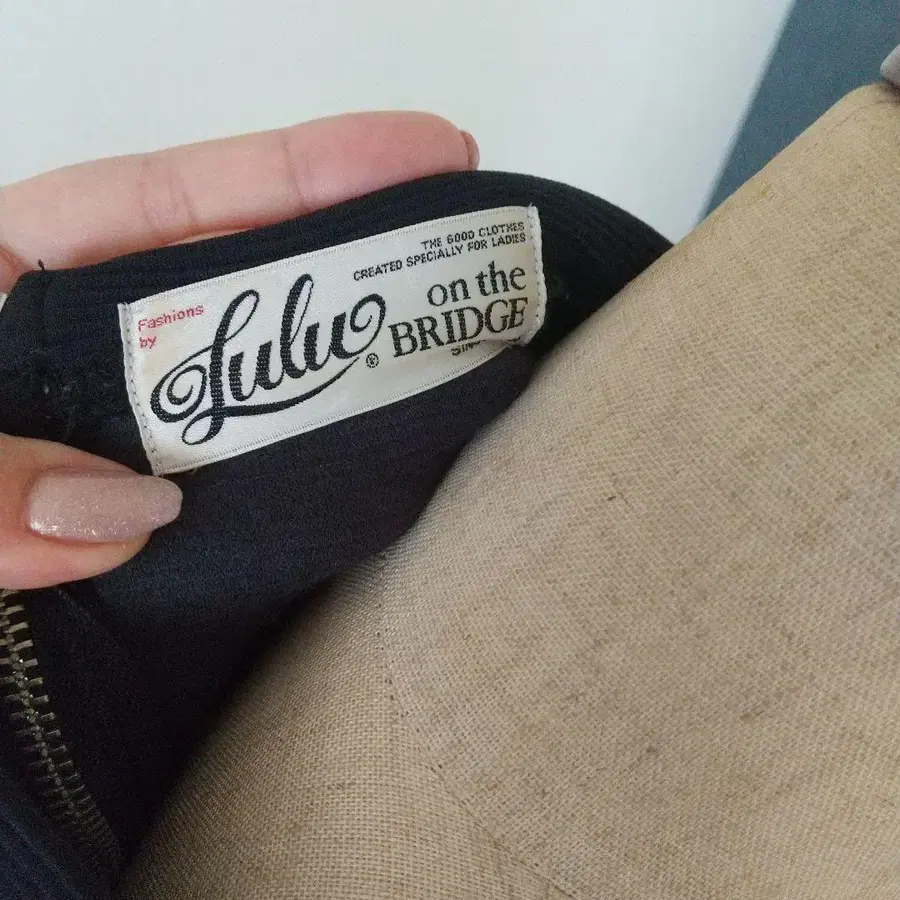 THE GOOD CLOTHES
CREATED SPECIALLY FOR LADIES
Fashions
by
Lulu ®
on the
BRIDGE